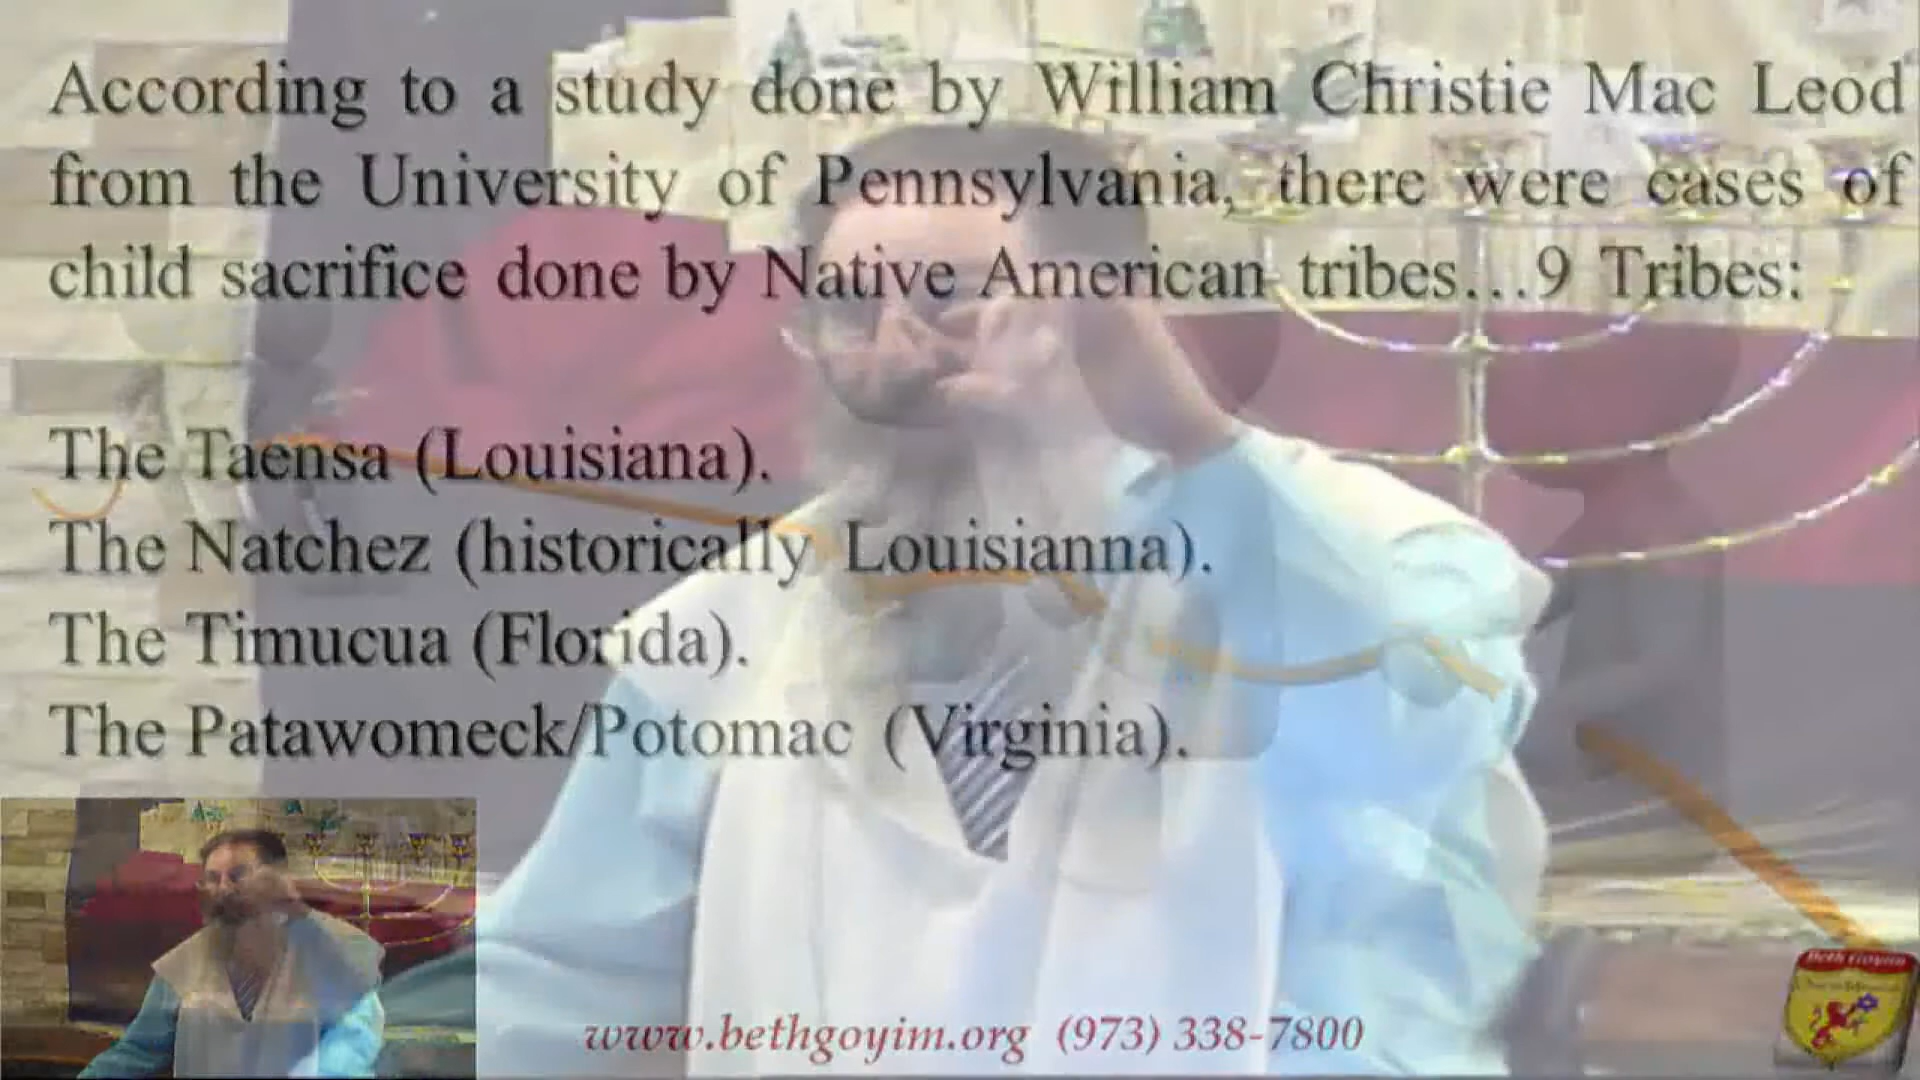 According to a study done by William Christie Mac Leod
from the University of Pennsylvania, there were cases of
child sacrifice done by Native American tribes...9 Tribes:
The Taensa (Louisiana).
The Natchez (historically Louisianna).
The Timucua (Florida).
The Patawomeck/Potomac (Virginia).
www.bethgoyim.org (973) 338-7800
Beth Goyim